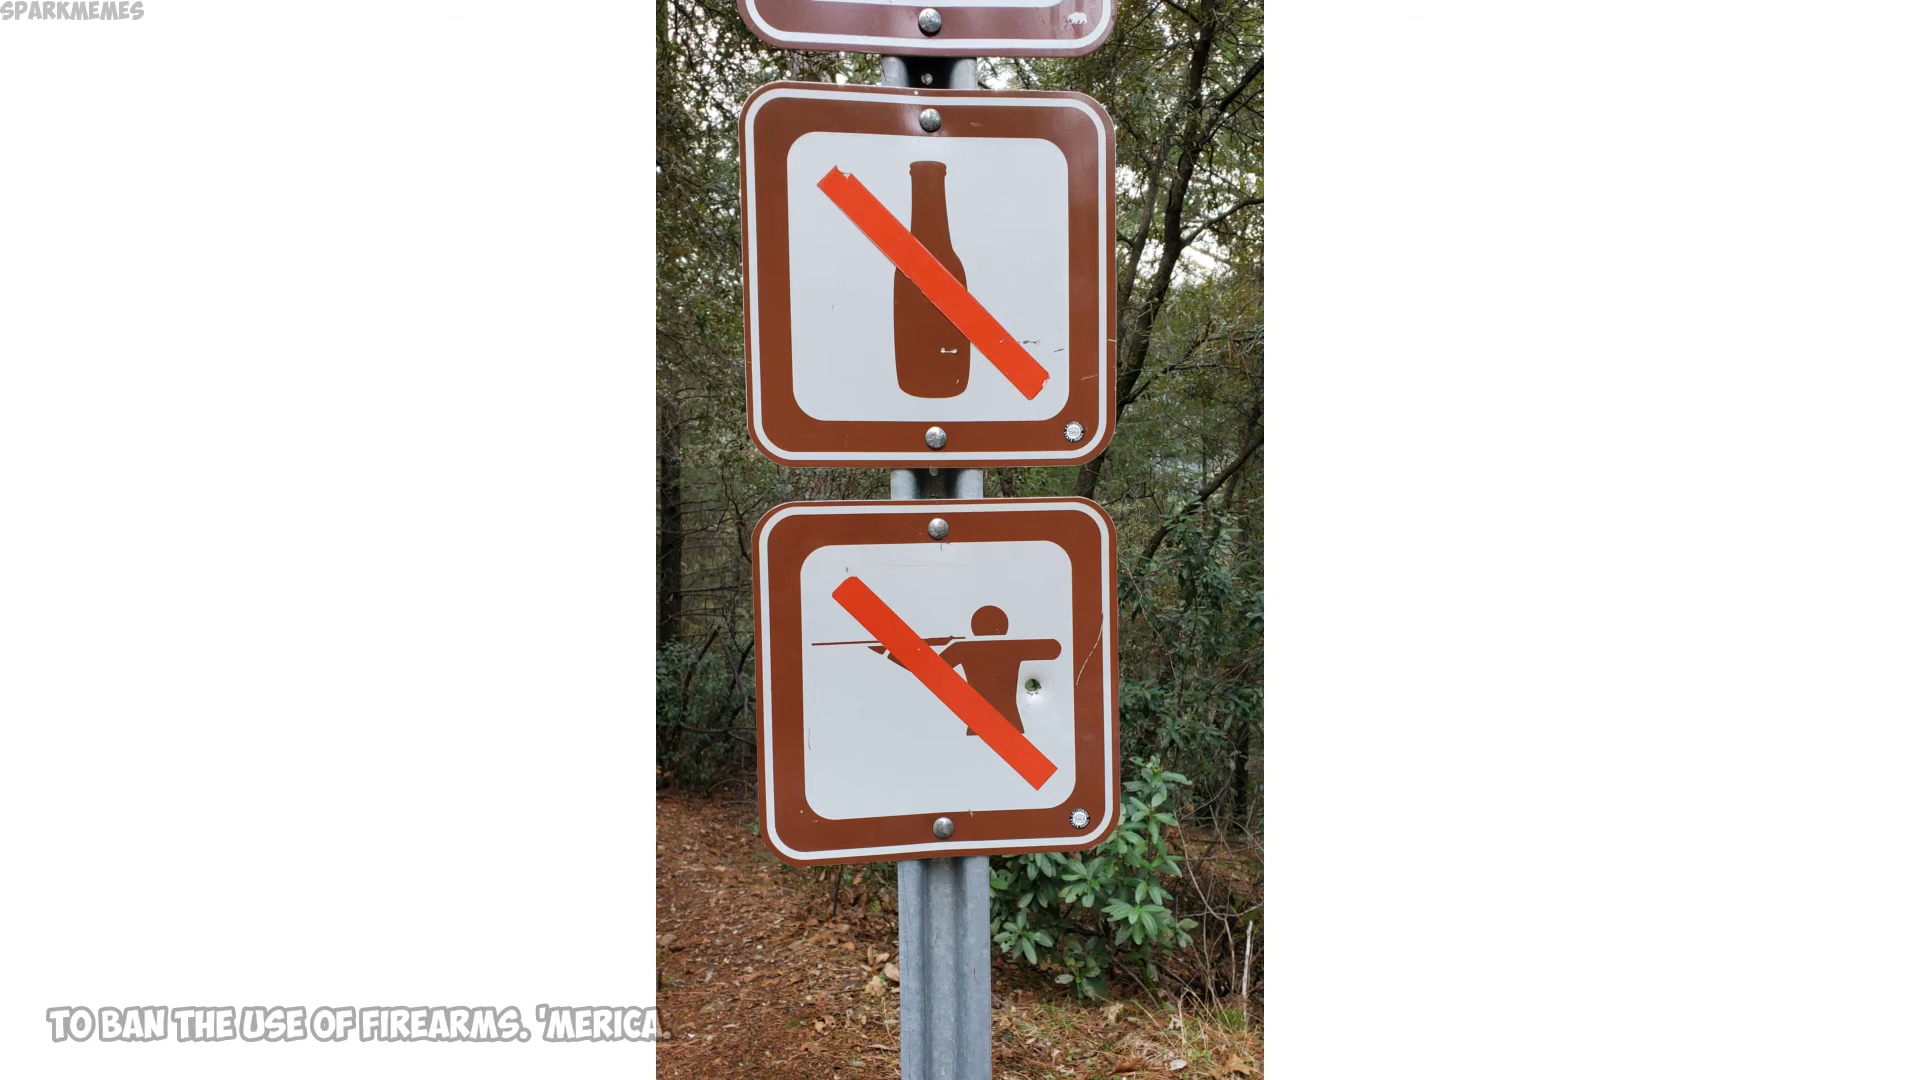 SPARKMEMES
TO BAN THE USE OF FIREARMS. 'MERICA.